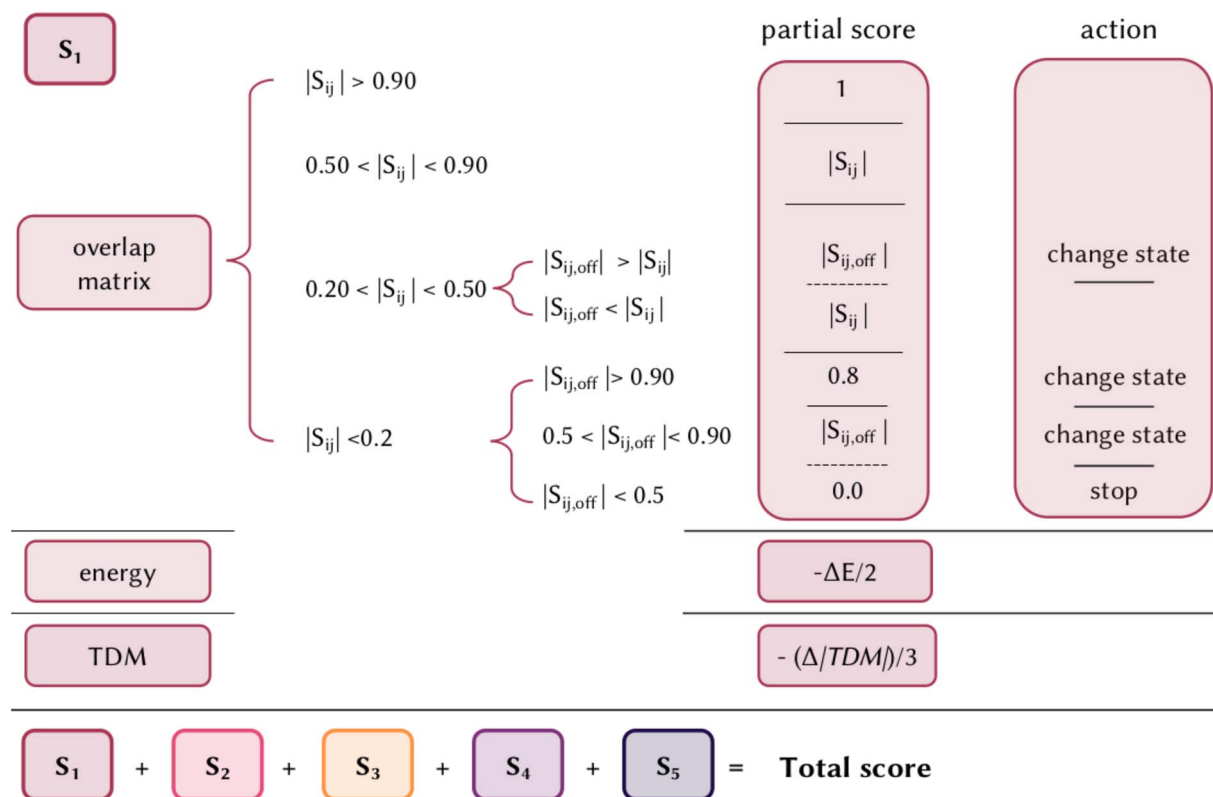 partial score
action
S₁
|Sᵢⱼ| > 0.90
1
0.50 < |Sᵢⱼ| < 0.90
|Sᵢⱼ|
overlap
matrix
0.20 < |Sᵢⱼ| < 0.50
|Sᵢⱼ,off| > |Sᵢⱼ|
|Sᵢⱼ,off|
change state
|Sᵢⱼ,off < |Sᵢⱼ|
|Sᵢⱼ|
|Sᵢⱼ| <0.2
|Sᵢⱼ,off|> 0.90
0.8
change state
0.5 < |Sᵢⱼ,off|< 0.90
|Sᵢⱼ,off|
change state
|Sᵢⱼ,off| < 0.5
0.0
stop
energy
-ΔE/2
TDM
- (Δ|TDM|)/3
S₁ + S₂ + S₃ + S₄ + S₅ = Total score